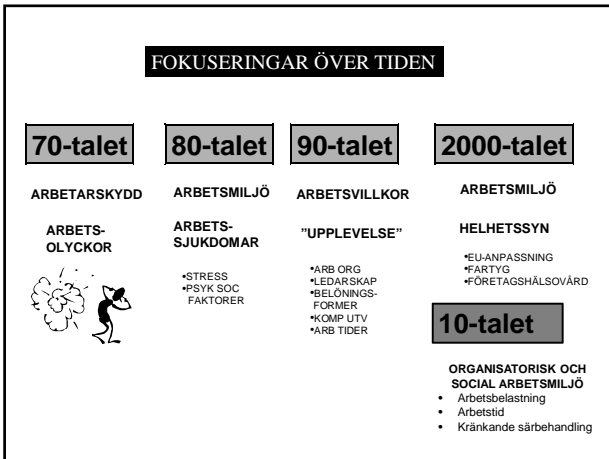 FOKUSERINGAR ÖVER TIDEN
70-talet
ARBETARSKYDD
ARBETS-
OLYCKOR
80-talet
ARBETSMILJÖ
ARBETS-
SJUKDOMAR
•STRESS
•PSYK SOC
FAKTORER
90-talet
ARBETSVILLKOR
"UPPLEVELSE"
•ARB ORG
•LEDARSKAP
•BELÖNINGS-
FORMER
•KOMP UTV
•ARB TIDER
2000-talet
ARBETSMILJÖ
HELHETSSYN
•EU-ANPASSNING
•FARTYG
•FÖRETAGSHÄLSOVÅRD
10-talet
ORGANISATORISK OCH
SOCIAL ARBETSMILJÖ
• Arbetsbelastning
• Arbetstid
• Kränkande särbehandling